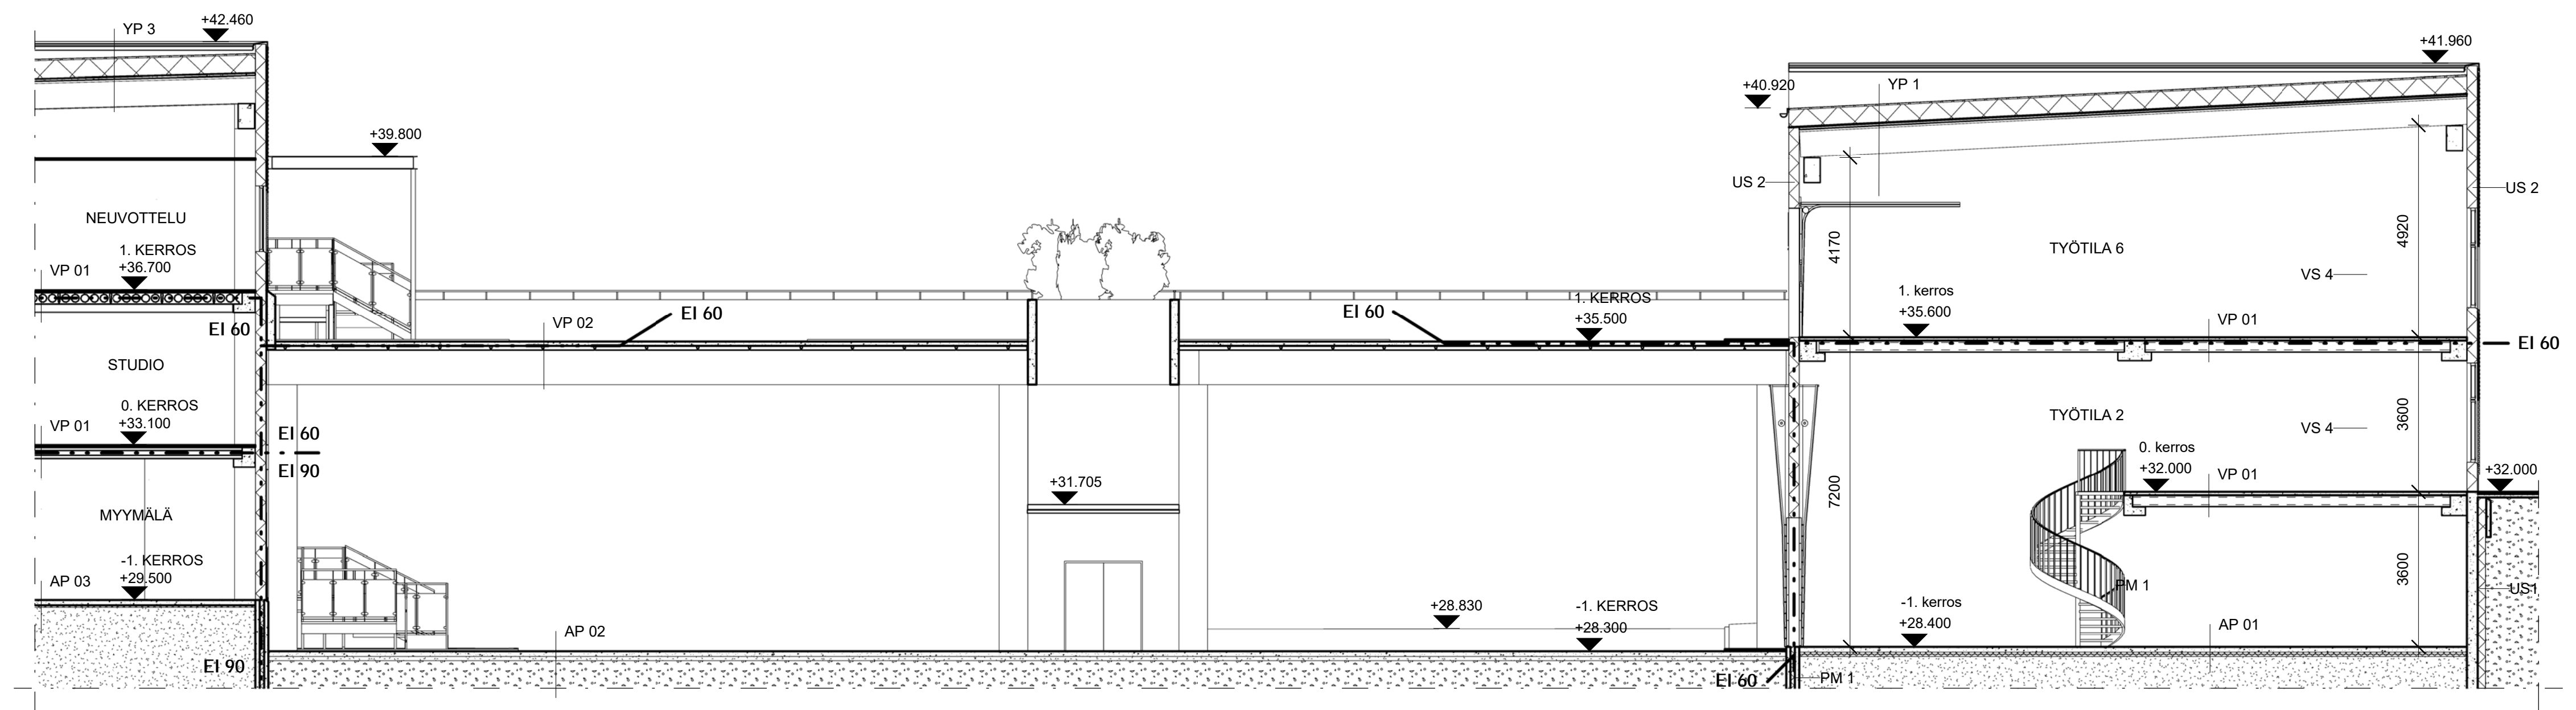 YP 3
+42.460
+39.800
NEUVOTTELU
1. KERROS
VP 01
+36.700
EI 60
STUDIO
0. KERROS
VP 01
+33.100
EI 60
EI 90
MYYMÄLÄ
-1. KERROS
AP 03
+29.500
EI 90
VP 02
EI 60
AP 02
+31.705
EI 60
1. KERROS
+35.500
+28.830
-1. KERROS
+28.300
EI 60
PM 1
+40.920
YP 1
+41.960
US 2
US 2
4170
4920
TYÖTILA 6
VS 4
1. kerros
+35.600
VP 01
EI 60
TYÖTILA 2
3600
VS 4
0. kerros
+32.000
VP 01
+32.000
7200
3600
PM 1
US1
-1. kerros
+28.400
AP 01